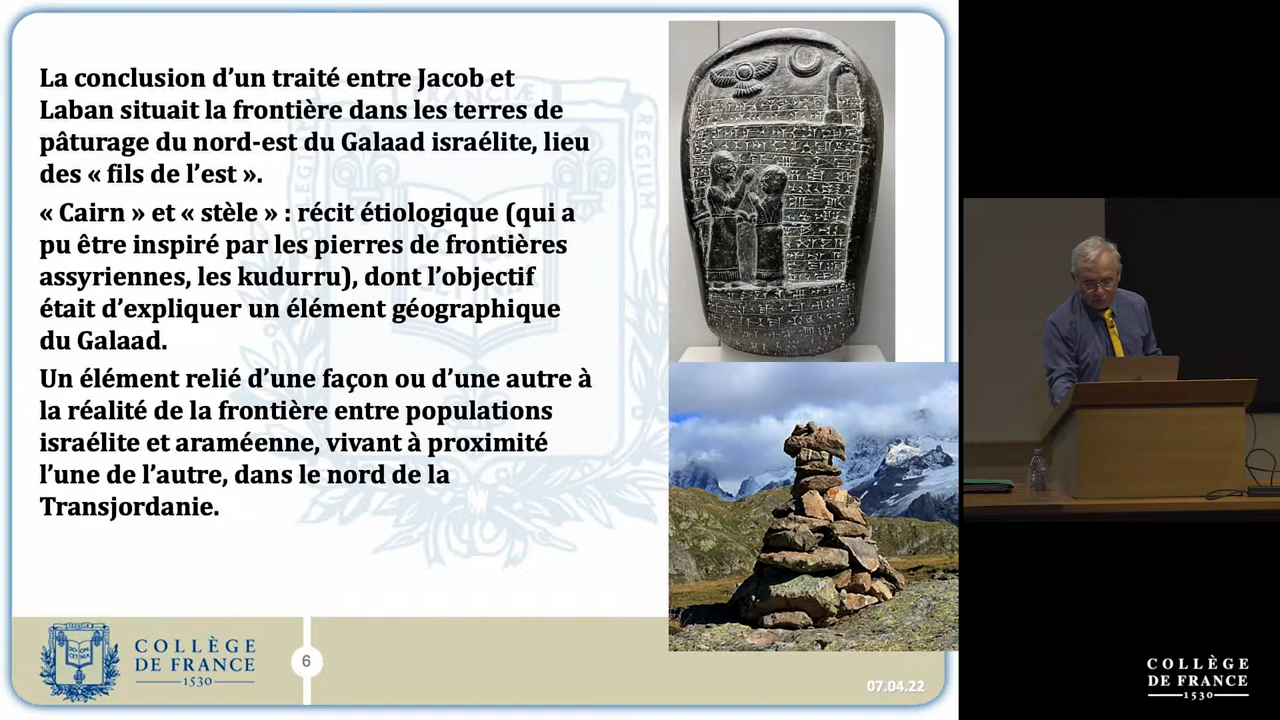 La conclusion d’un traité entre Jacob et
Laban situait la frontière dans les terres de
pâturage du nord-est du Galaad israélite, lieu
des « fils de l’est ».
« Cairn » et « stèle » : récit étiologique (qui a
pu être inspiré par les pierres de frontières
assyriennes, les kudurru), dont l’objectif
était d’expliquer un élément géographique
du Galaad.
Un élément relié d’une façon ou d’une autre à
la réalité de la frontière entre populations
israélite et araméenne, vivant à proximité
l’une de l’autre, dans le nord de la
Transjordanie.
COLLÈGE
DE FRANCE
1530
6
07.04.22
COLLÈGE
DE FRANCE
1530